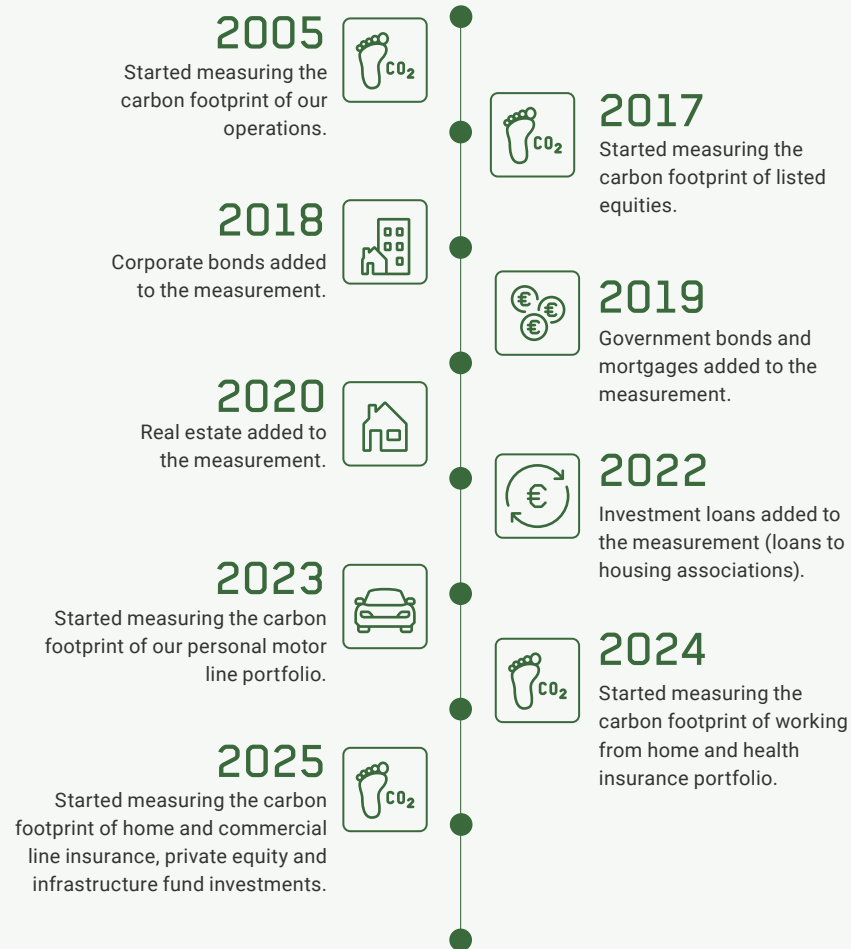 2005
CO₂
Started measuring the
carbon footprint of our
operations.
2017
CO₂
Started measuring the
carbon footprint of listed
equities.
2018
Corporate bonds added
to the measurement.
2019
€ € €
Government bonds and
mortgages added to the
measurement.
2020
Real estate added to
the measurement.
2022
€
Investment loans added to
the measurement (loans to
housing associations).
2023
Started measuring the carbon
footprint of our personal motor
line portfolio.
2024
CO₂
Started measuring the
carbon footprint of working
from home and health
insurance portfolio.
2025
CO₂
Started measuring the carbon
footprint of home and commercial
line insurance, private equity and
infrastructure fund investments.